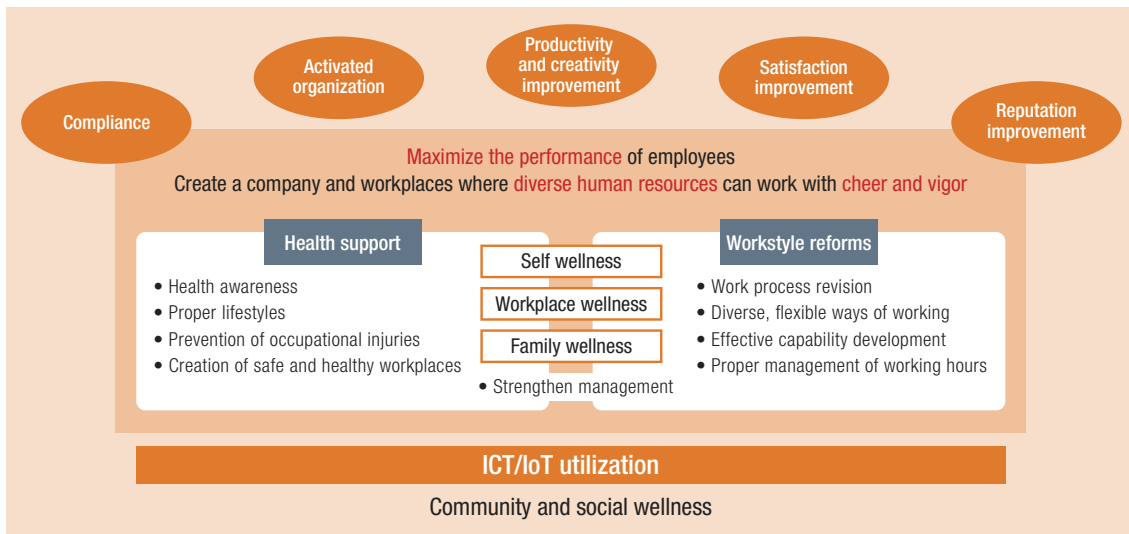 Compliance
Activated
organization
Productivity
and creativity
improvement
Satisfaction
improvement
Reputation
improvement
Maximize the performance of employees
Create a company and workplaces where diverse human resources can work with cheer and vigor
Health support
• Health awareness
• Proper lifestyles
• Prevention of occupational injuries
• Creation of safe and healthy workplaces
Self wellness
Workplace wellness
Family wellness
• Strengthen management
Workstyle reforms
• Work process revision
• Diverse, flexible ways of working
• Effective capability development
• Proper management of working hours
ICT/IoT utilization
Community and social wellness